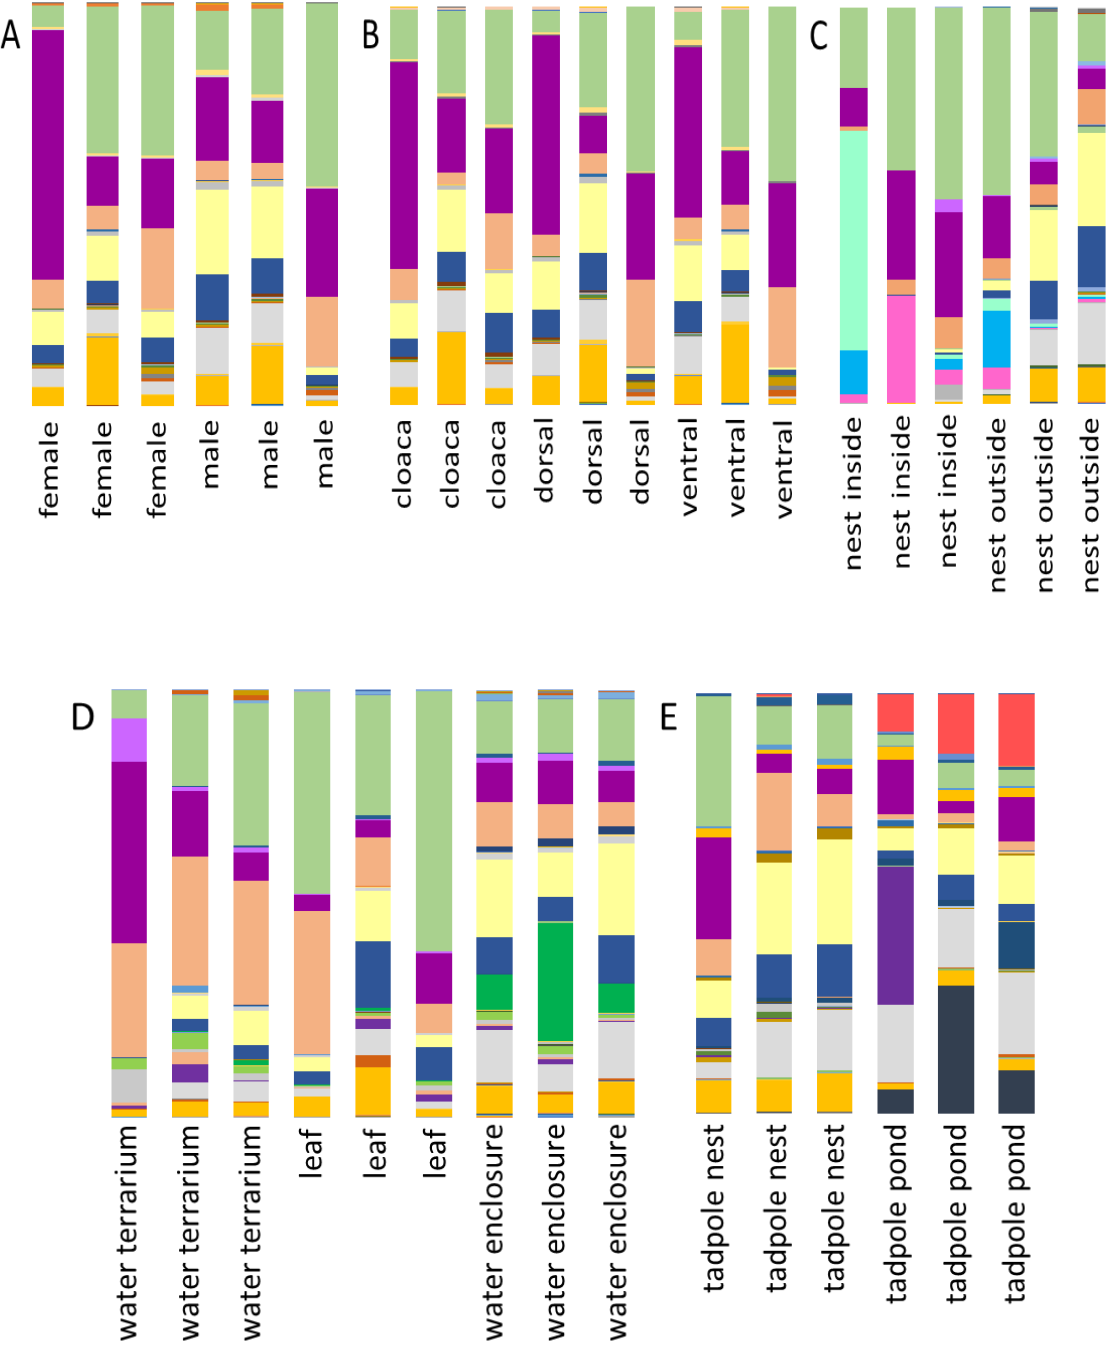 A
B
C
female
female
female
male
male
male
cloaca
cloaca
cloaca
dorsal
dorsal
dorsal
ventral
ventral
ventral
nest inside
nest inside
nest inside
nest outside
nest outside
nest outside
D
E
water terrarium
water terrarium
water terrarium
leaf
leaf
leaf
water enclosure
water enclosure
water enclosure
tadpole nest
tadpole nest
tadpole nest
tadpole pond
tadpole pond
tadpole pond